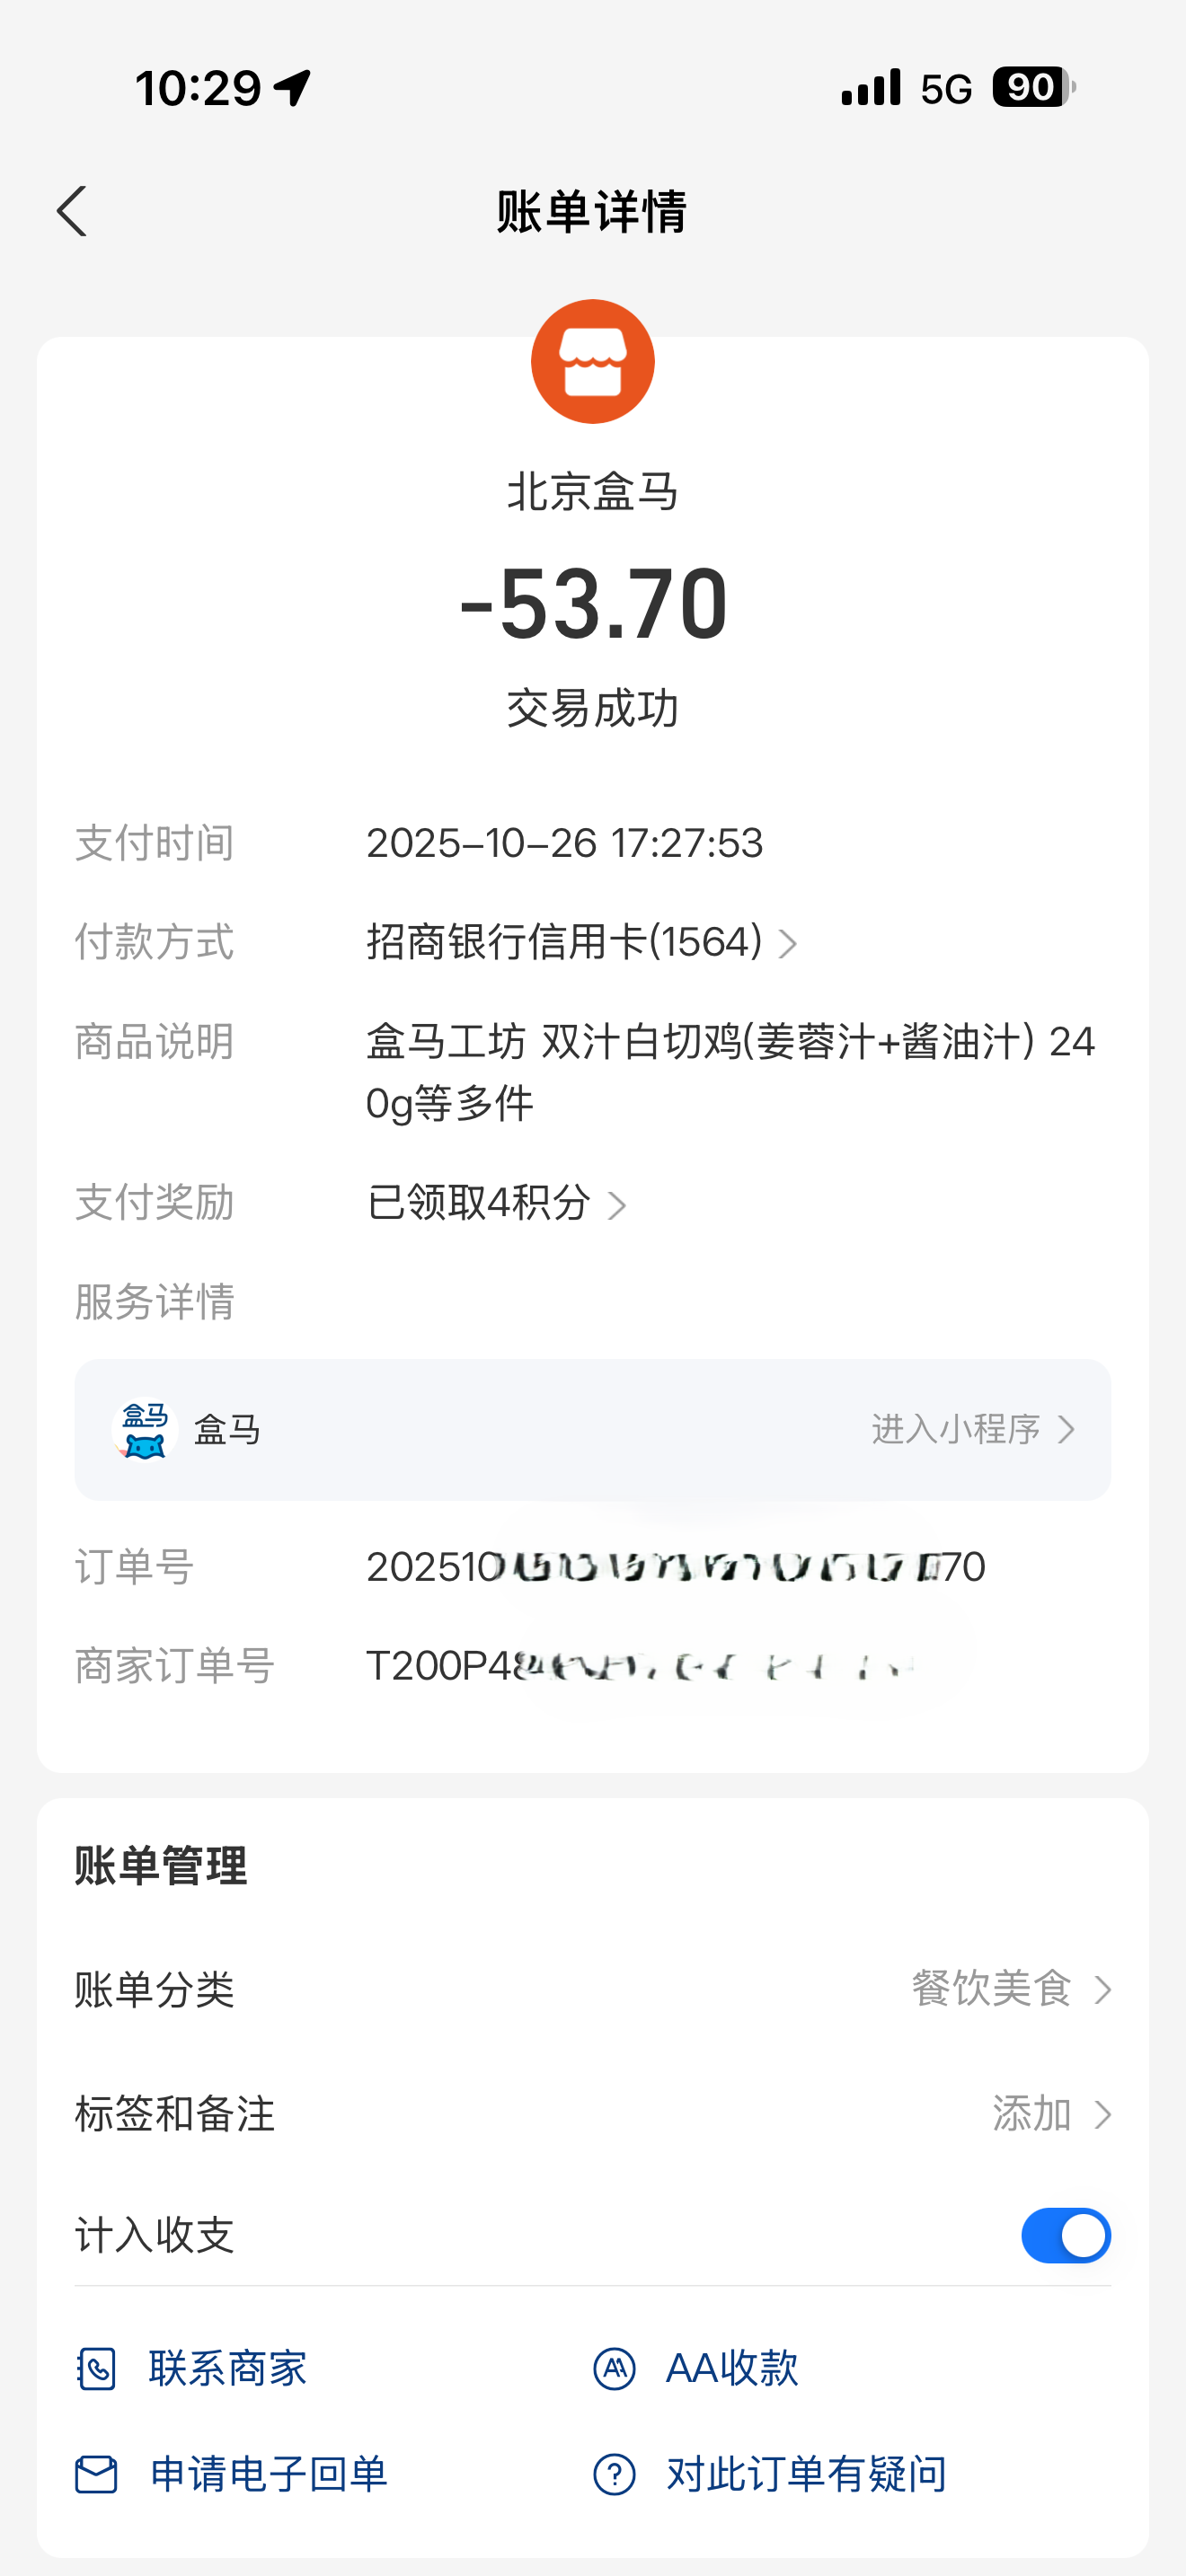 10:29 5G 90
账单详情
北京盒马
-53.70
交易成功
支付时间 2025-10-26 17:27:53
付款方式 招商银行信用卡(1564)
商品说明 盒马工坊 双汁白切鸡(姜蓉汁+酱油汁) 24
0g等多件
支付奖励 已领取4积分
服务详情
盒马 盒马 进入小程序
订单号 202510 70
商家订单号 T200P4
账单管理
账单分类 餐饮美食
标签和备注 添加
计入收支
联系商家 AA收款
申请电子回单 对此订单有疑问